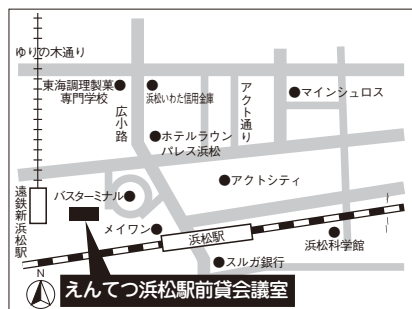 ゆりの木通り
東海調理製菓
専門学校
浜松いわた信用金庫
広小路
アクト通り
マインシュロス
ホテルラウン
パレス浜松
アクトシティ
遠鉄新浜松駅
バスターミナル
メイワン
浜松駅
浜松科学館
スルガ銀行
N
えんてつ浜松駅前貸会議室